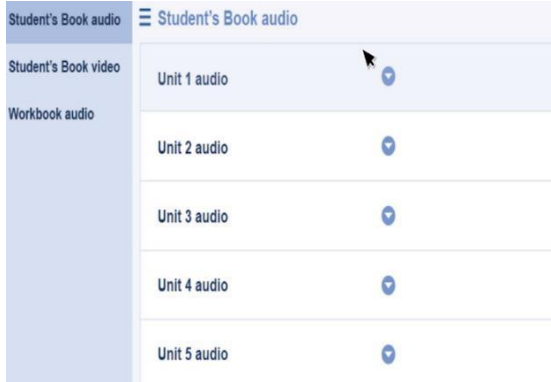 Student's Book audio
Student's Book video
Workbook audio
Student's Book audio
Unit 1 audio
Unit 2 audio
Unit 3 audio
Unit 4 audio
Unit 5 audio